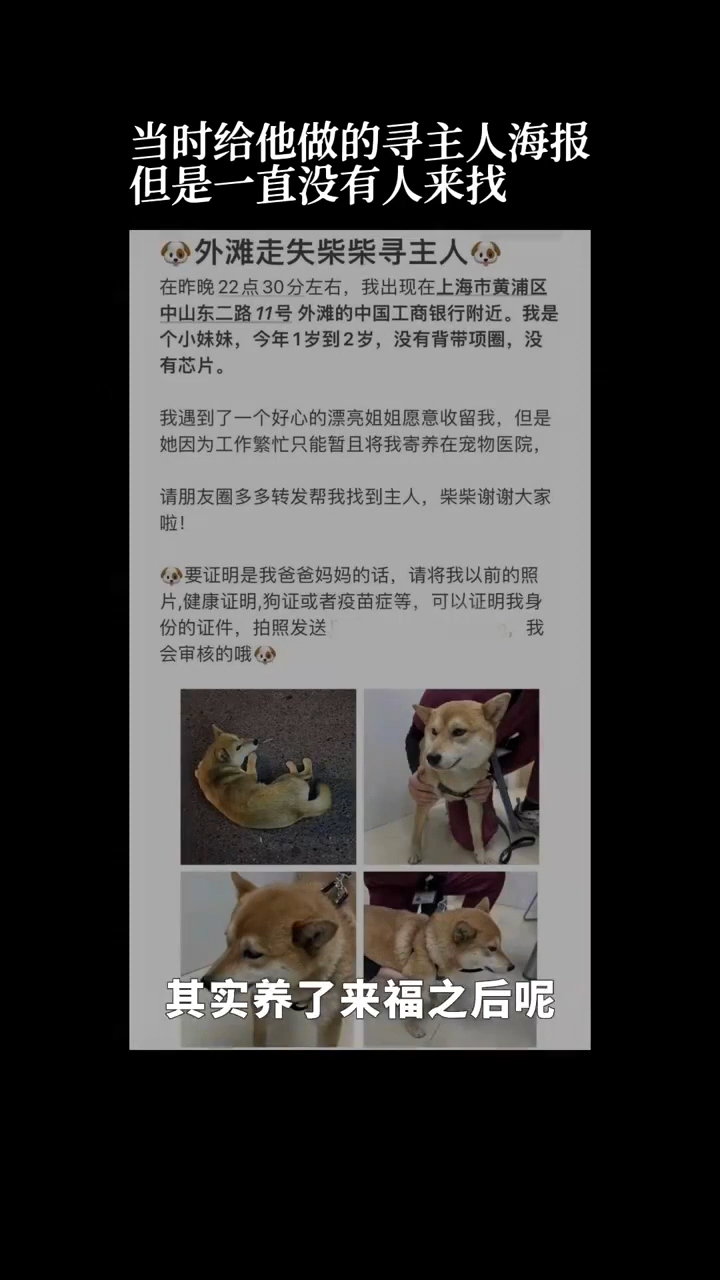 当时给他做的寻主人海报
但是一直没有人来找
🐶外滩走失柴柴寻主人🐶
在昨晚22点30分左右，我出现在上海市黄浦区
中山东二路11号 外滩的中国工商银行附近。我是
个小妹妹，今年1岁到2岁，没有背带项圈，没
有芯片。
我遇到了一个好心的漂亮姐姐愿意收留我，但是
她因为工作繁忙只能暂且将我寄养在宠物医院，
请朋友圈多多转发帮我找到主人，柴柴谢谢大家
啦！
🐶要证明是我爸爸妈妈的话，请将我以前的照
片,健康证明,狗证或者疫苗症等，可以证明我身
份的证件，拍照发送
，我
会审核的哦🐶
其实养了来福之后呢